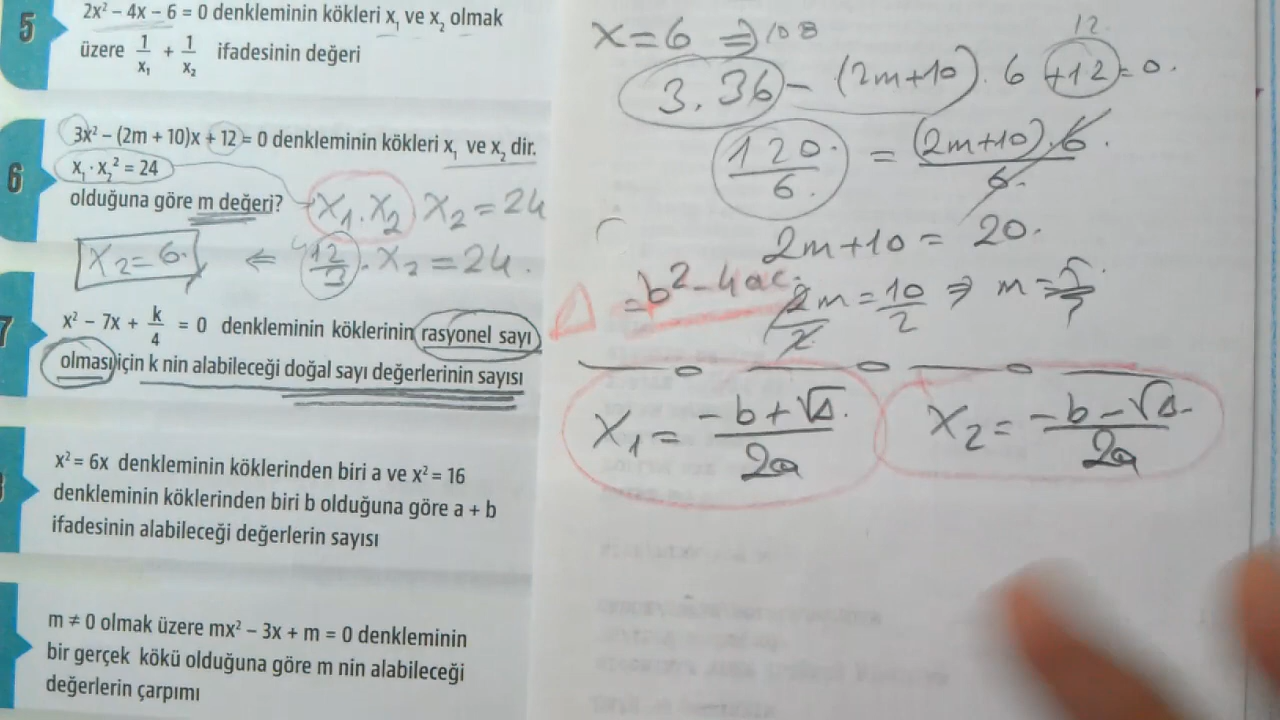 5
2x² – 4x – 6 = 0 denkleminin kökleri x₁ ve x₂ olmak
üzere 1/x₁ + 1/x₂ ifadesinin değeri
6
3x² – (2m + 10)x + 12 = 0 denkleminin kökleri x₁ ve x₂ dir.
x₁ · x₂² = 24
olduğuna göre m değeri?
x₁ . x₂ x₂ = 24
x₂ = 6 ⇐ 12/3 . x₂ = 24
7
x² – 7x + k/4 = 0 denkleminin köklerinin rasyonel sayı
olması için k nin alabileceği doğal sayı değerlerinin sayısı
x² = 6x denkleminin köklerinden biri a ve x² = 16
denkleminin köklerinden biri b olduğuna göre a + b
ifadesinin alabileceği değerlerin sayısı
m ≠ 0 olmak üzere mx² – 3x + m = 0 denkleminin
bir gerçek kökü olduğuna göre m nin alabileceği
değerlerin çarpımı
x = 6 ⇒ 108
12
3.36 – (2m+10) . 6 +12 = 0.
120/6 = (2m+10).6/6
2m+10 = 20.
Δ = b² – 4ac
2m/2 = 10/2 ⇒ m = 5
x₁ = –b+√Δ/2a
x₂ = –b–√Δ/2a